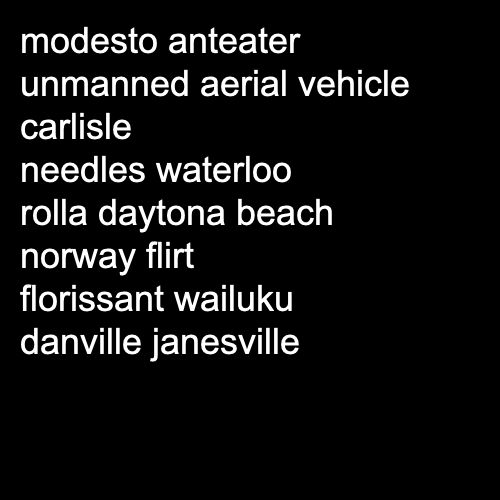 modesto anteater
unmanned aerial vehicle
carlisle
needles waterloo
rolla daytona beach
norway flirt
florissant wailuku
danville janesville